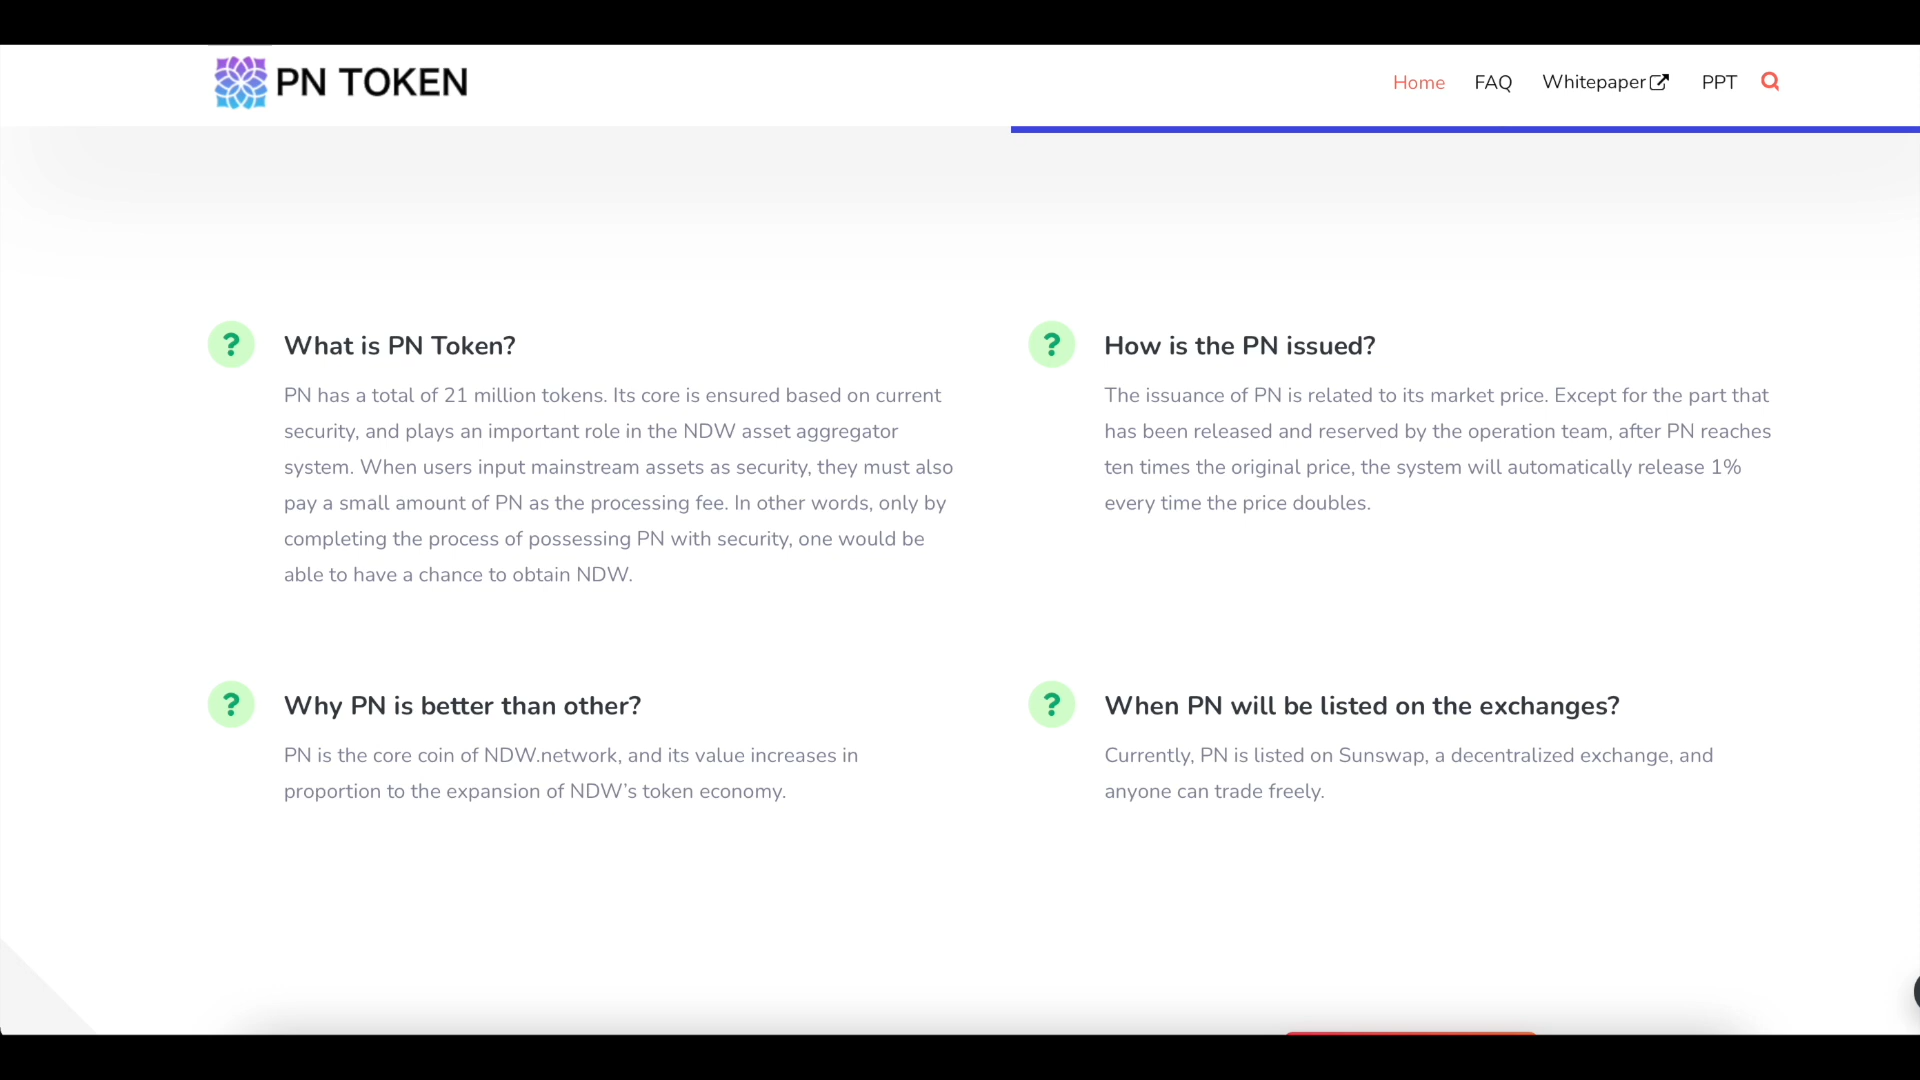 PN TOKEN
Home
FAQ
Whitepaper
PPT
What is PN Token?
PN has a total of 21 million tokens. Its core is ensured based on current
security, and plays an important role in the NDW asset aggregator
system. When users input mainstream assets as security, they must also
pay a small amount of PN as the processing fee. In other words, only by
completing the process of possessing PN with security, one would be
able to have a chance to obtain NDW.
How is the PN issued?
The issuance of PN is related to its market price. Except for the part that
has been released and reserved by the operation team, after PN reaches
ten times the original price, the system will automatically release 1%
every time the price doubles.
Why PN is better than other?
PN is the core coin of NDW.network, and its value increases in
proportion to the expansion of NDW’s token economy.
When PN will be listed on the exchanges?
Currently, PN is listed on Sunswap, a decentralized exchange, and
anyone can trade freely.